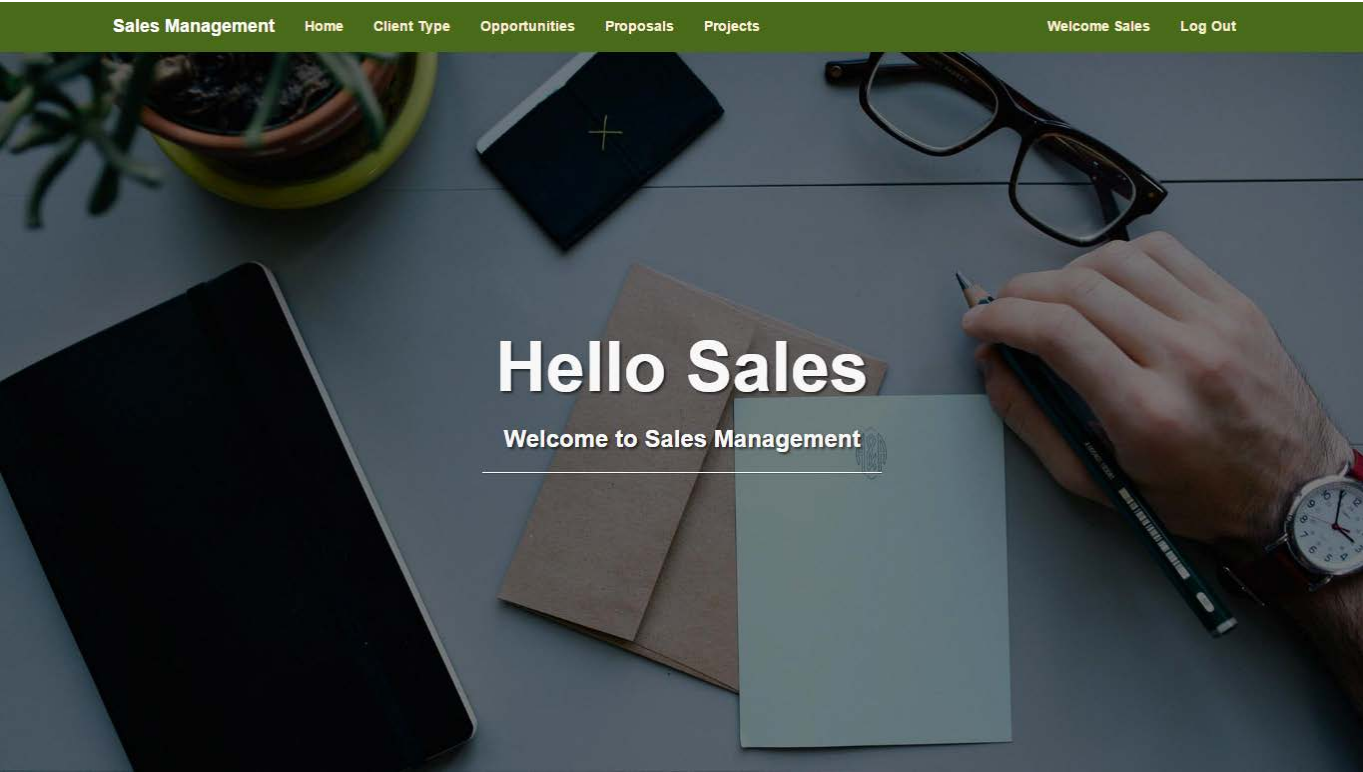 Sales Management Home Client Type Opportunities Proposals Projects Welcome Sales Log Out
Hello Sales
Welcome to Sales Management